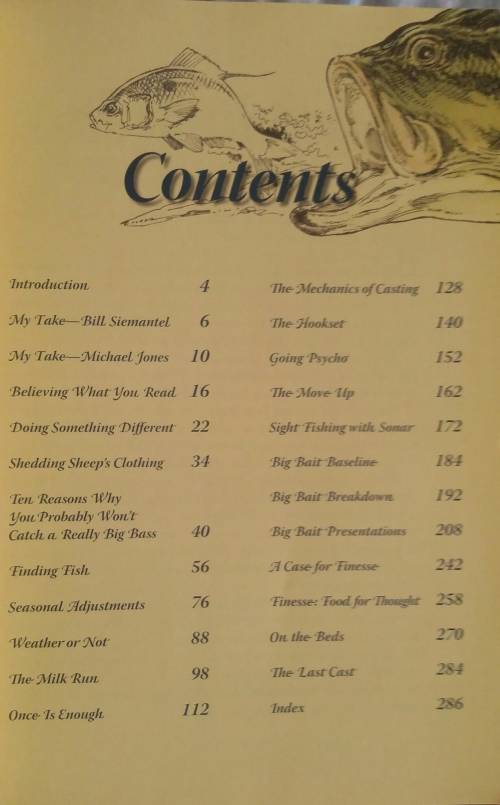 Contents
Introduction 4
My Take—Bill Siemantel 6
My Take—Michael Jones 10
Believing What You Read 16
Doing Something Different 22
Shedding Sheep's Clothing 34
Ten Reasons Why
You Probably Won't
Catch a Really Big Bass 40
Finding Fish 56
Seasonal Adjustments 76
Weather or Not 88
The Milk Run 98
Once Is Enough 112
The Mechanics of Casting 128
The Hookset 140
Going Psycho 152
The Move Up 162
Sight Fishing with Sonar 172
Big Bait Baseline 184
Big Bait Breakdown 192
Big Bait Presentations 208
A Case for Finesse 242
Finesse: Food for Thought 258
On the Beds 270
The Last Cast 284
Index 286